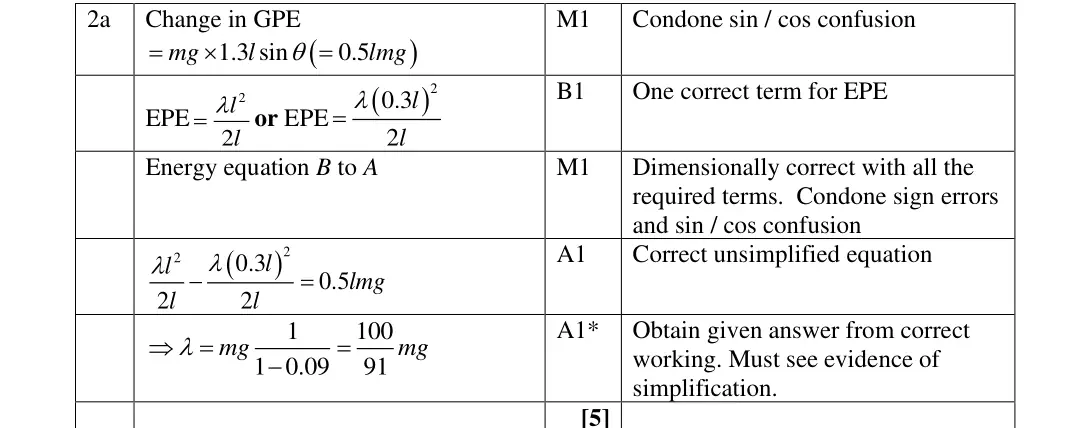 2a Change in GPE M1 Condone sin / cos confusion
= mg × 1.3l sin θ (= 0.5lmg)
EPE = λl²/2l or EPE = λ(0.3l)²/2l B1 One correct term for EPE
Energy equation B to A M1 Dimensionally correct with all the
required terms. Condone sign errors
and sin / cos confusion
λl²/2l − λ(0.3l)²/2l = 0.5lmg A1 Correct unsimplified equation
⇒ λ = mg 1/(1−0.09) = 100/91 mg A1* Obtain given answer from correct
working. Must see evidence of
simplification.
[5]